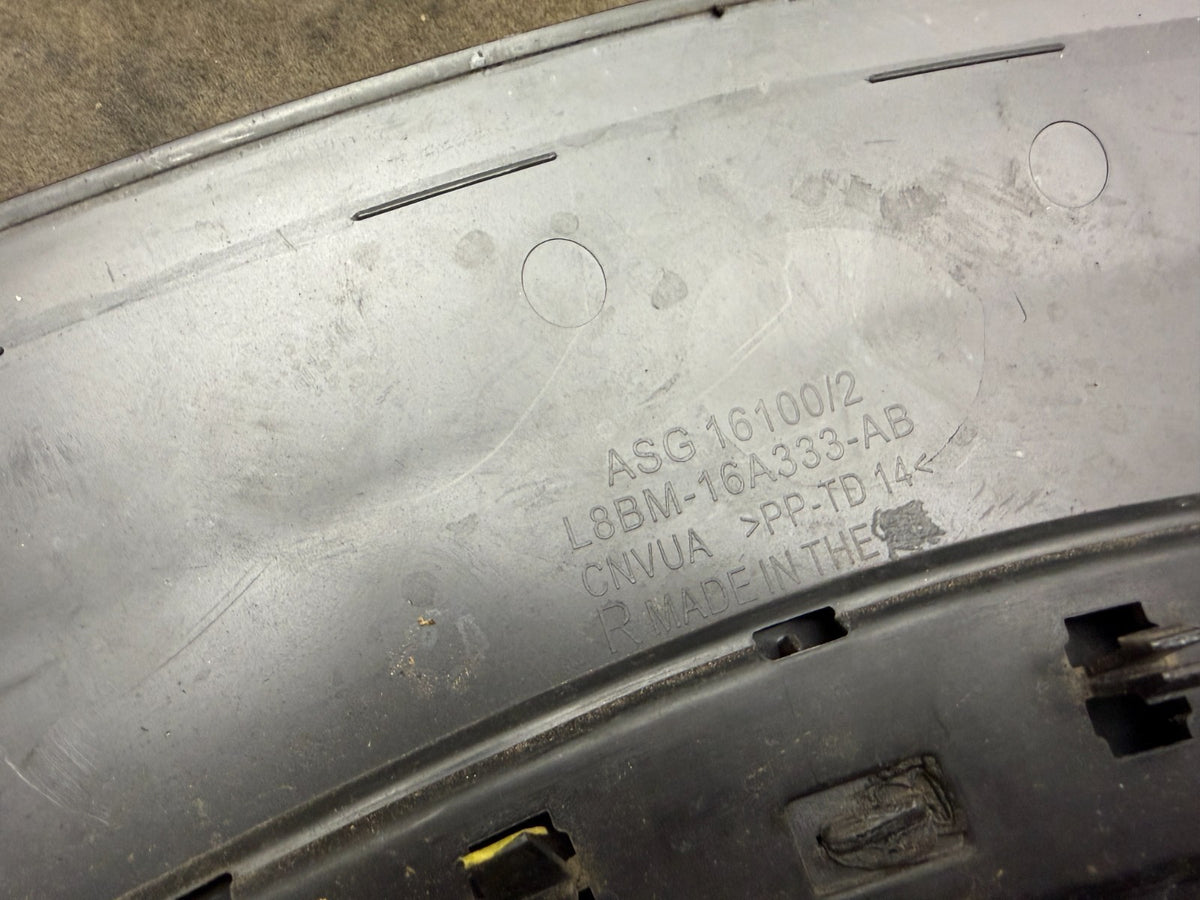 ASG 16100/2
L8BM-16A333-AB
CNVUA >PP-TD 14<
R MADE IN THE